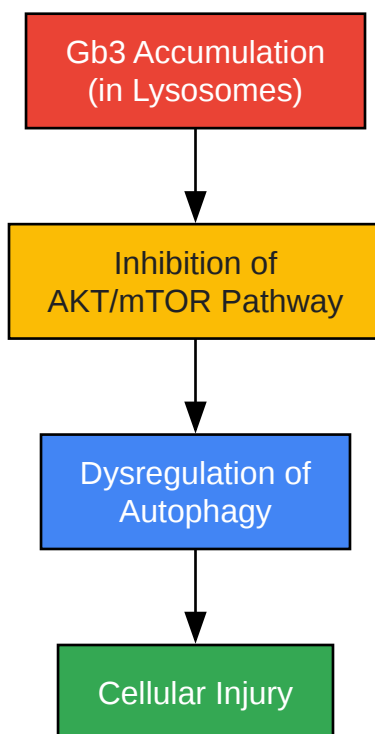 Gb3 Accumulation
(in Lysosomes)
Inhibition of
AKT/mTOR Pathway
Dysregulation of
Autophagy
Cellular Injury